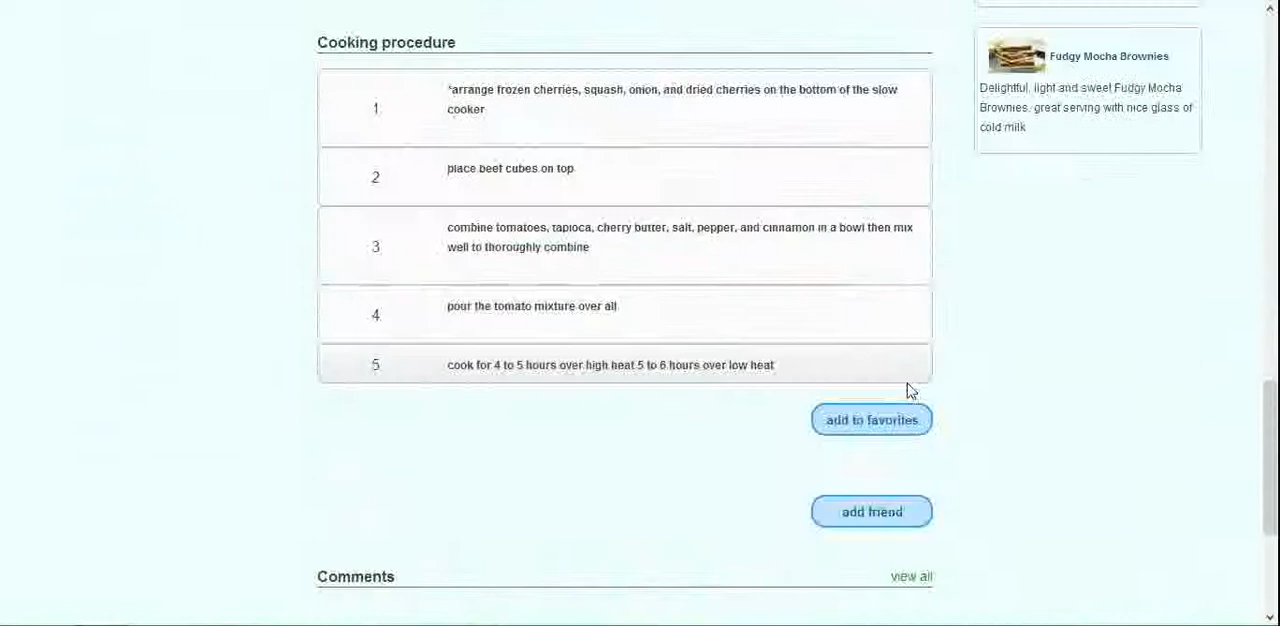 Cooking procedure
1
*arrange frozen cherries, squash, onion, and dried cherries on the bottom of the slow
cooker
2
place beef cubes on top
3
combine tomatoes, tapioca, cherry butter, salt, pepper, and cinnamon in a bowl then mix
well to thoroughly combine
4
pour the tomato mixture over all
5
cook for 4 to 5 hours over high heat 5 to 6 hours over low heat
add to favorites
add friend
Comments
view all
Fudgy Mocha Brownies
Delightful, light and sweet Fudgy Mocha
Brownies, great serving with nice glass of
cold milk